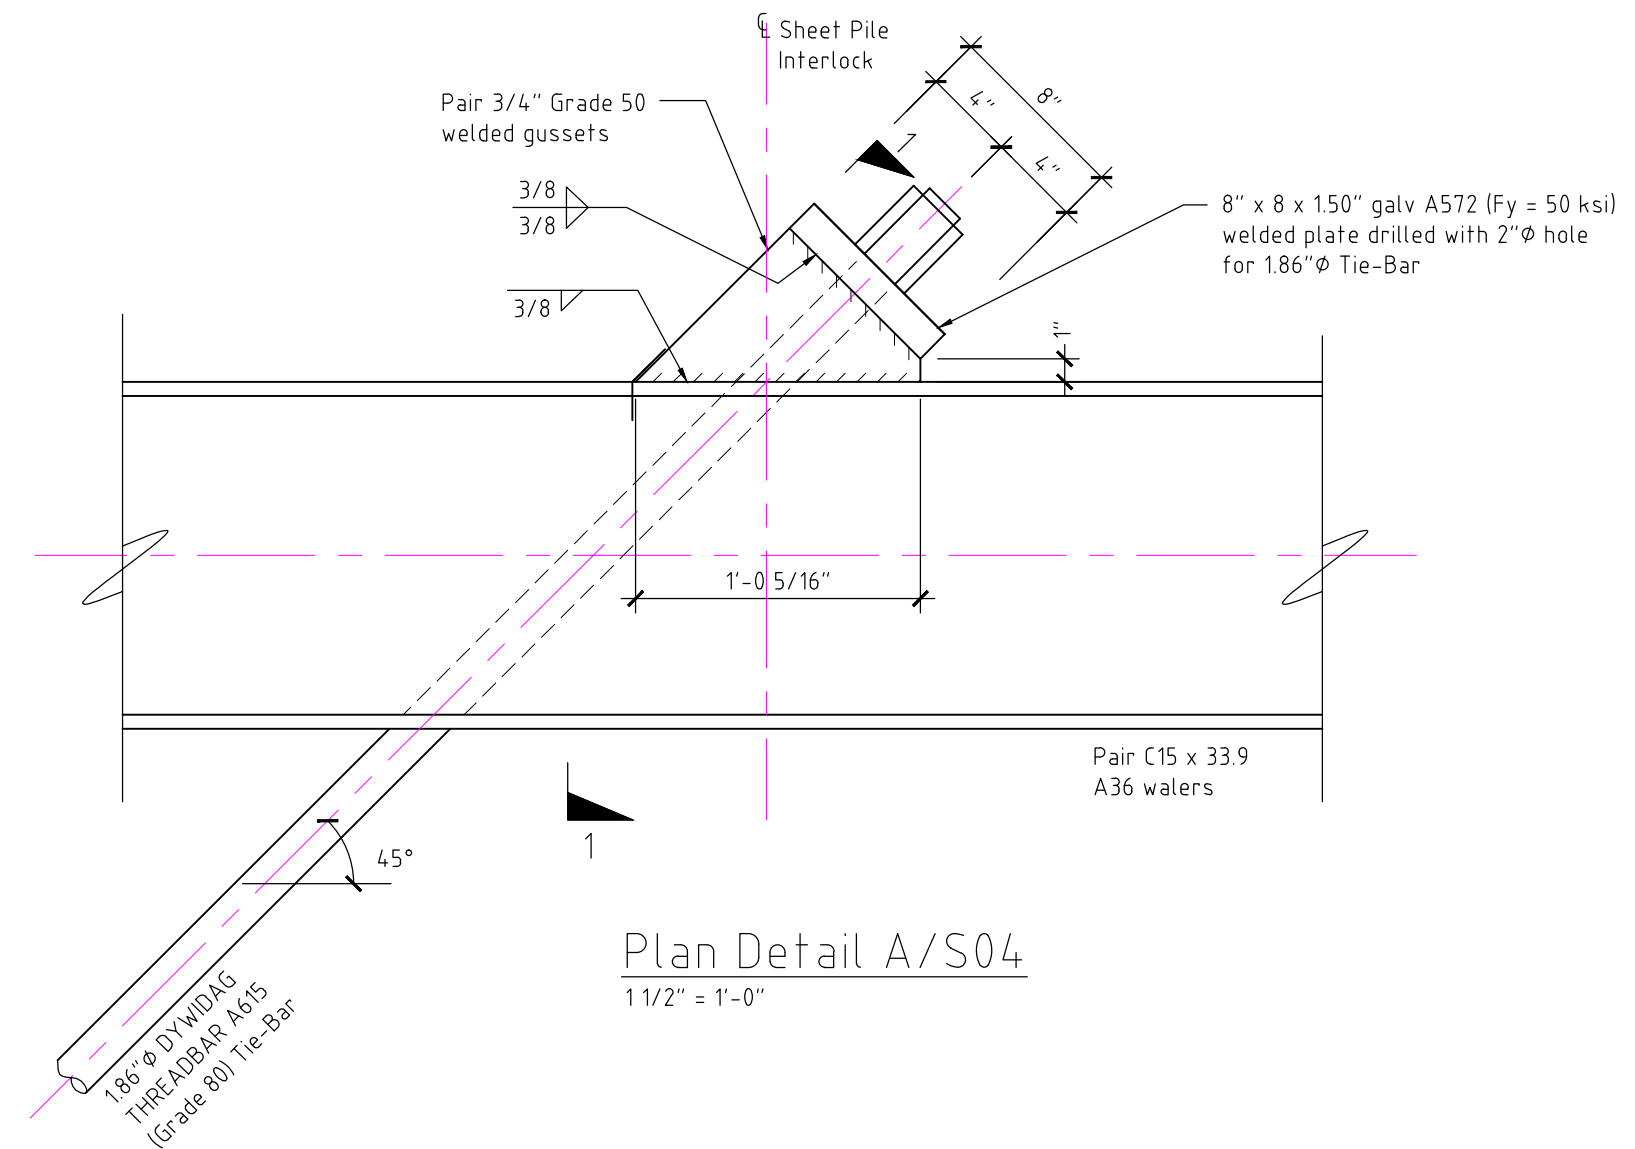 ℄ Sheet Pile
Interlock
Pair 3/4" Grade 50
welded gussets
3/8
3/8
3/8
1
4"
8"
4"
8" x 8 x 1.50" galv A572 (Fy = 50 ksi)
welded plate drilled with 2"Φ hole
for 1.86"Φ Tie-Bar
1"
1'-0 5/16"
Pair C15 x 33.9
A36 walers
1
45°
1.86"Φ DYWIDAG
THREADBAR A615
(Grade 80) Tie-Bar
Plan Detail A/S04
1 1/2" = 1'-0"